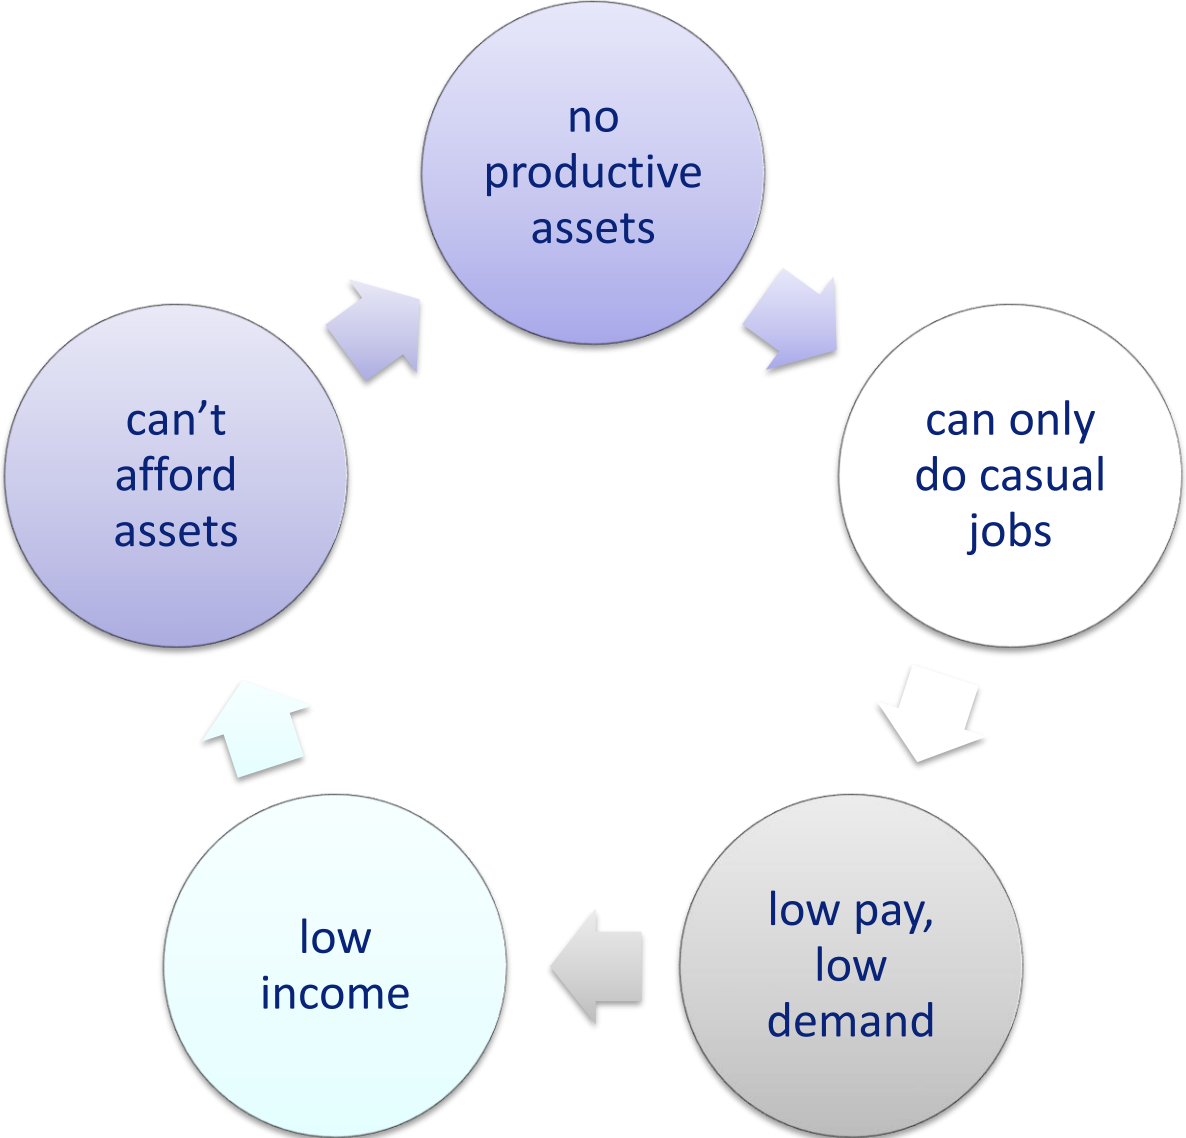 no
productive
assets
can only
do casual
jobs
low pay,
low
demand
low
income
can’t
afford
assets